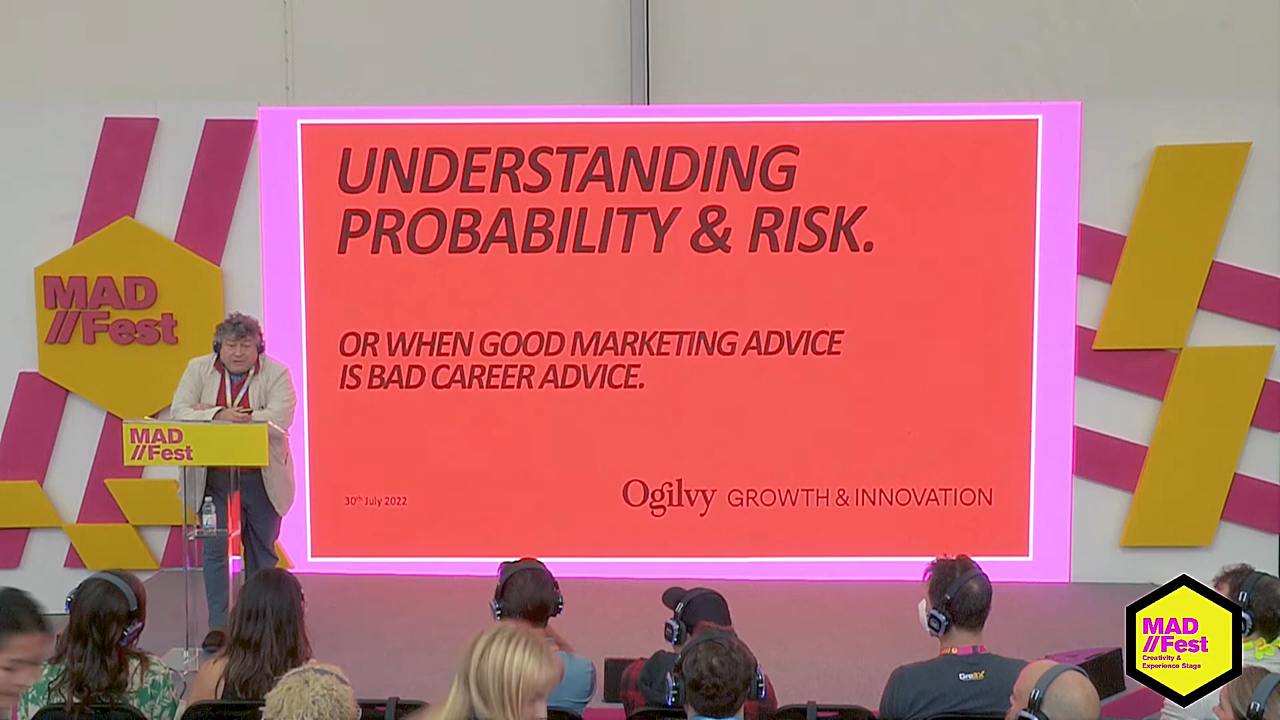 UNDERSTANDING
PROBABILITY & RISK.
OR WHEN GOOD MARKETING ADVICE
IS BAD CAREER ADVICE.
30th July 2022
Ogilvy GROWTH & INNOVATION
MAD
//Fest
MAD
//Fest
MAD
//Fest
Creativity &
Experience Stage